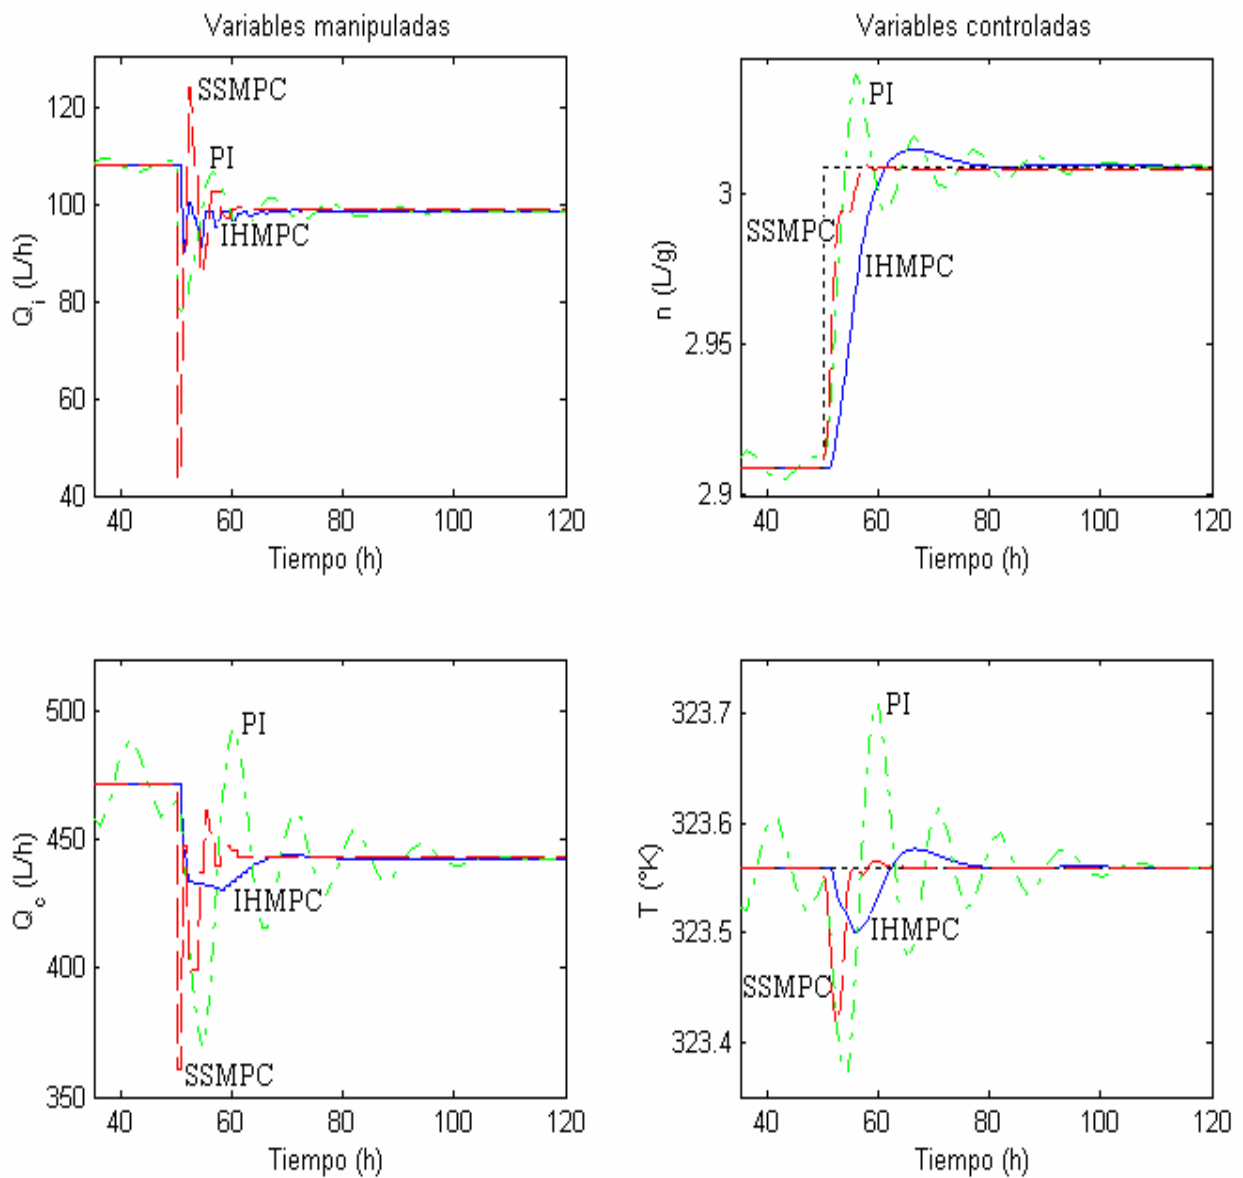 Variables manipuladas
Variables controladas
120
100
80
60
40
Q_i (L/h)
SSMPC
PI
IHMPC
40 60 80 100 120
Tiempo (h)
3
2.95
2.9
n (L/g)
PI
SSMPC
IHMPC
40 60 80 100 120
Tiempo (h)
500
450
400
350
Q_c (L/h)
PI
IHMPC
SSMPC
40 60 80 100 120
Tiempo (h)
323.7
323.6
323.5
323.4
T (°K)
PI
IHMPC
SSMPC
40 60 80 100 120
Tiempo (h)